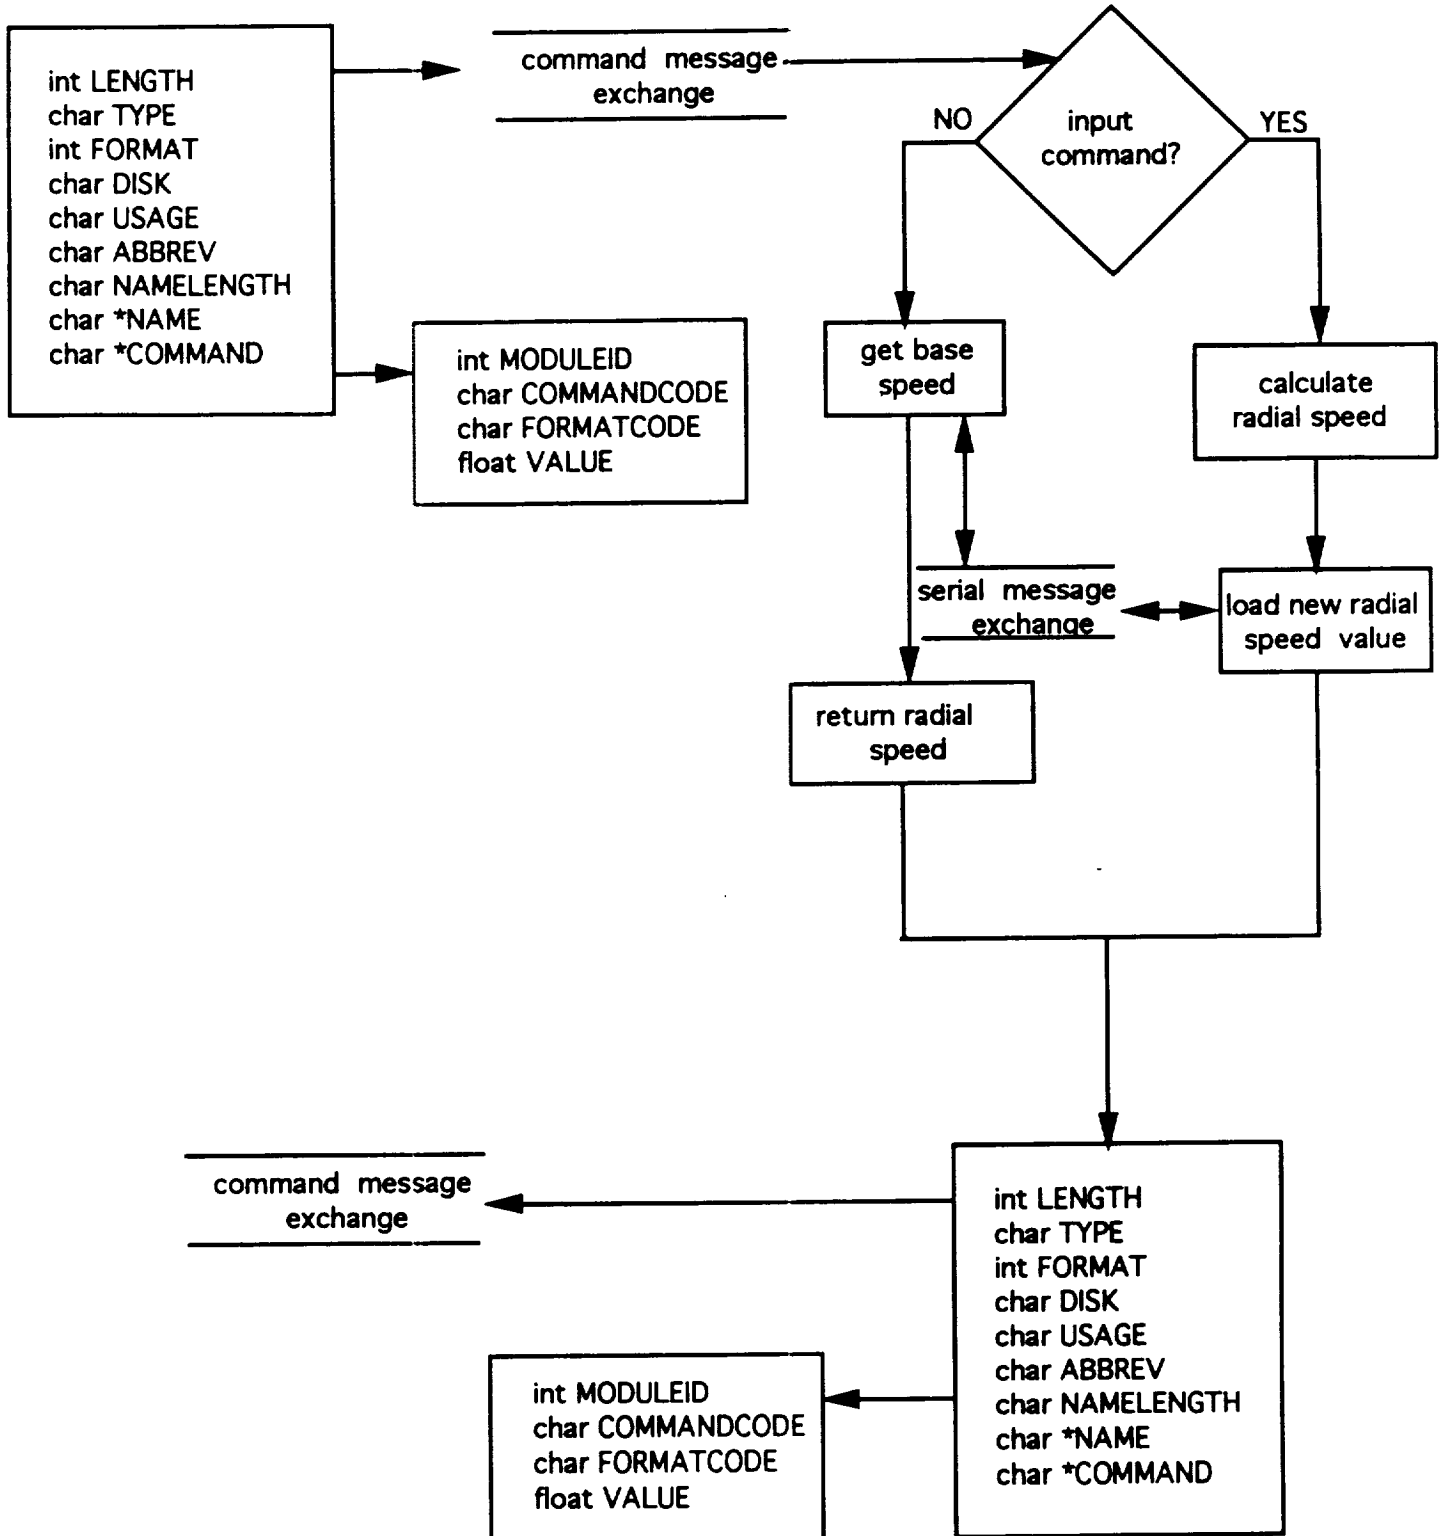 int LENGTH
char TYPE
int FORMAT
char DISK
char USAGE
char ABBREV
char NAMELENGTH
char *NAME
char *COMMAND
command message
exchange
input
command?
NO
YES
int MODULEID
char COMMANDCODE
char FORMATCODE
float VALUE
get base
speed
calculate
radial speed
serial message
exchange
load new radial
speed value
return radial
speed
command message
exchange
int LENGTH
char TYPE
int FORMAT
char DISK
char USAGE
char ABBREV
char NAMELENGTH
char *NAME
char *COMMAND
int MODULEID
char COMMANDCODE
char FORMATCODE
float VALUE